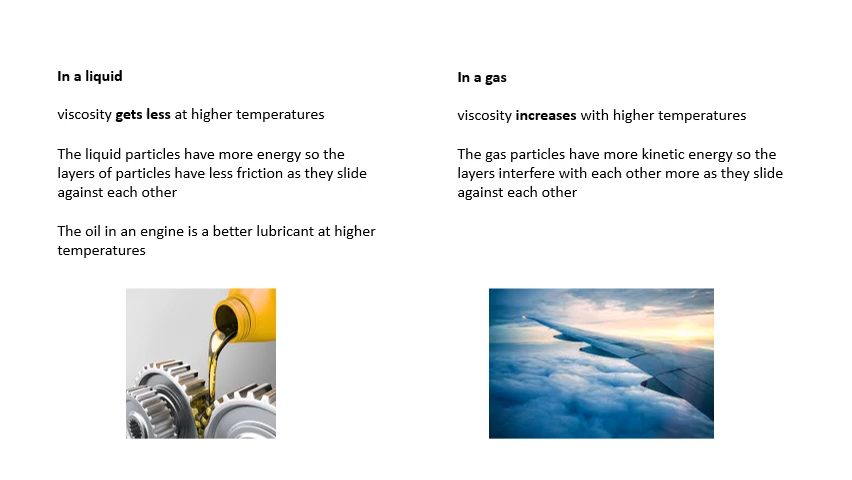 In a liquid
viscosity gets less at higher temperatures
The liquid particles have more energy so the
layers of particles have less friction as they slide
against each other
The oil in an engine is a better lubricant at higher
temperatures
In a gas
viscosity increases with higher temperatures
The gas particles have more kinetic energy so the
layers interfere with each other more as they slide
against each other